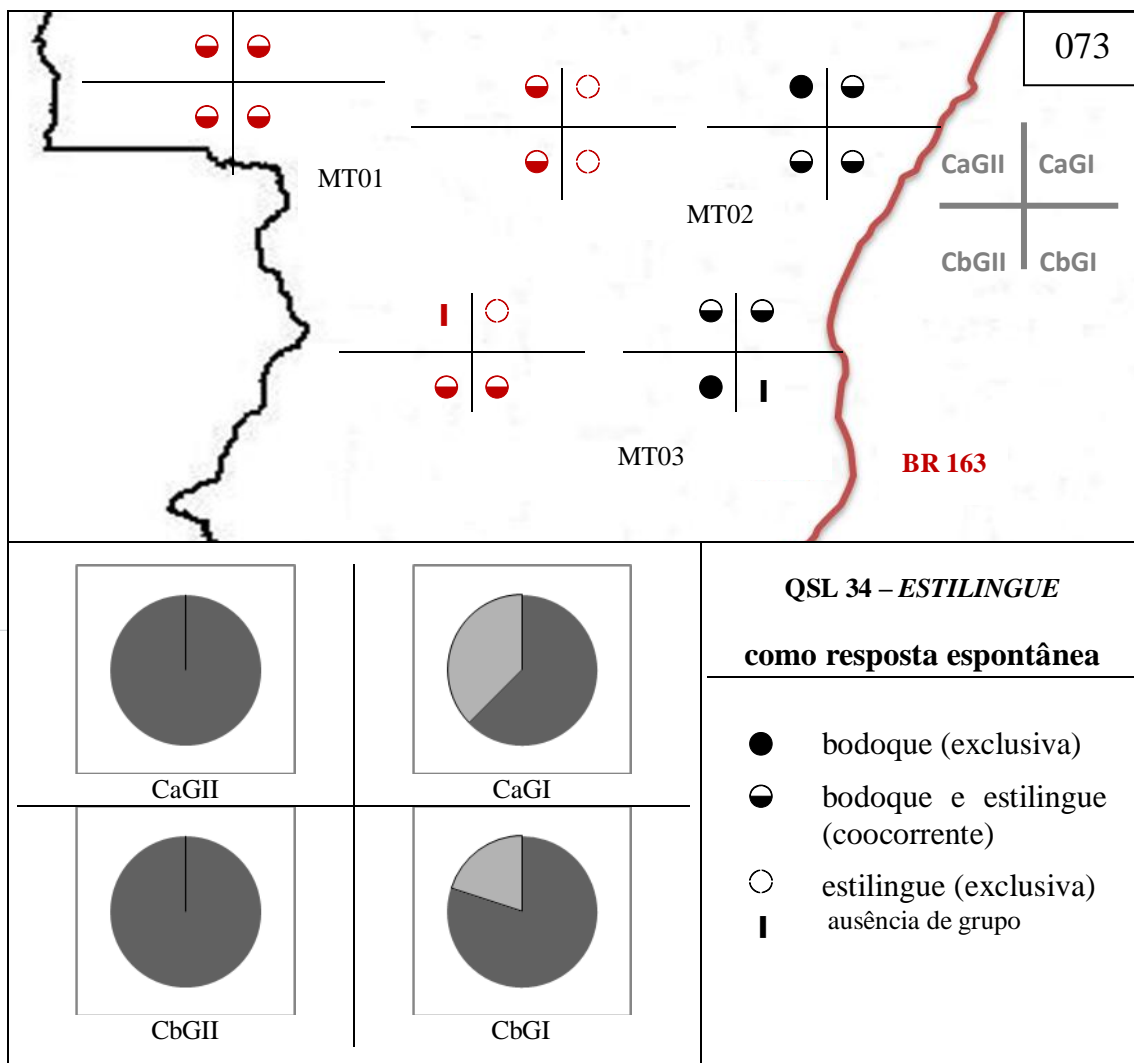 073
CaGII CaGI
CbGII CbGI
MT01
MT02
MT03
BR 163
CaGII
CaGI
CbGII
CbGI
QSL 34 – ESTILINGUE
como resposta espontânea
bodoque (exclusiva)
bodoque e estilingue
(coocorrente)
estilingue (exclusiva)
ausência de grupo